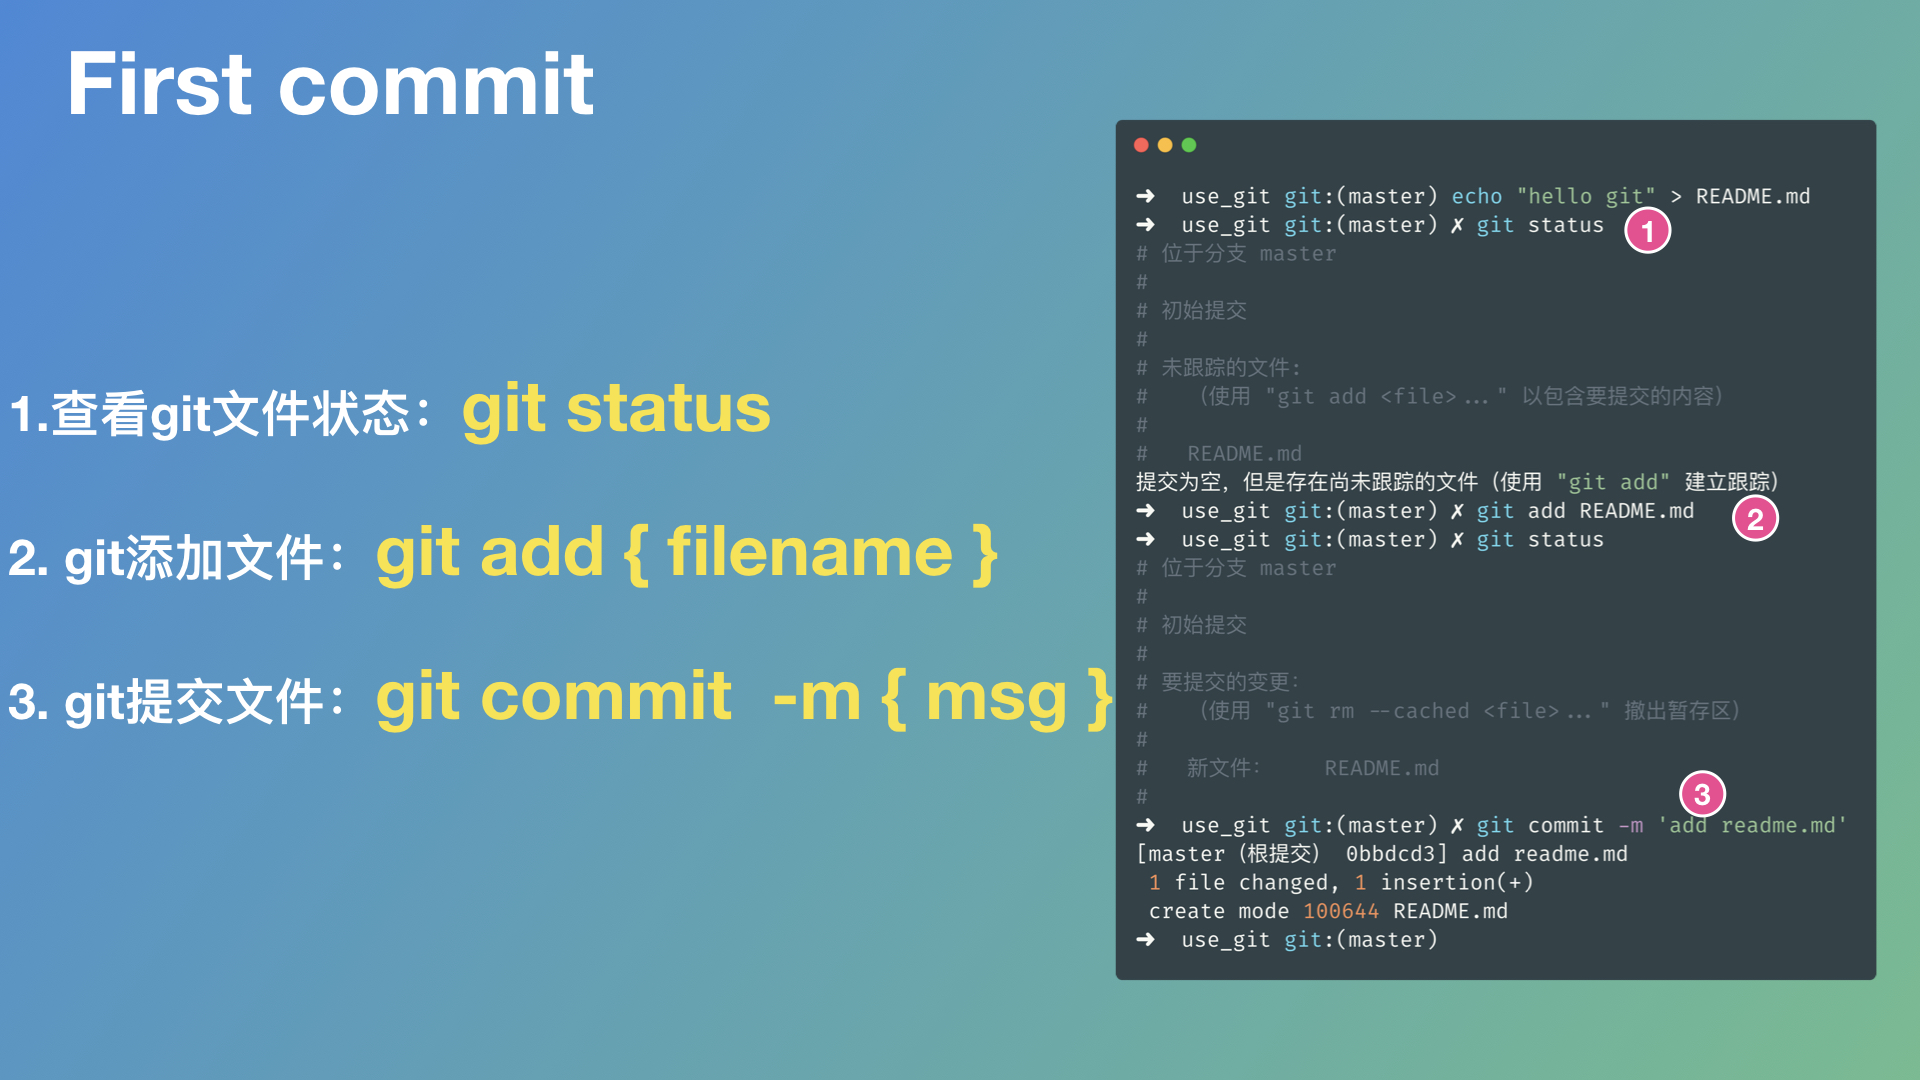 First commit
1.查看git文件状态：git status
2. git添加文件：git add { filename }
3. git提交文件：git commit -m { msg }
➜ use_git git:(master) echo "hello git" > README.md
➜ use_git git:(master) ✗ git status
1
# 位于分支 master
#
# 初始提交
#
# 未跟踪的文件：
# （使用 "git add <file>..." 以包含要提交的内容）
#
# README.md
提交为空，但是存在尚未跟踪的文件（使用 "git add" 建立跟踪）
➜ use_git git:(master) ✗ git add README.md
2
➜ use_git git:(master) ✗ git status
# 位于分支 master
#
# 初始提交
#
# 要提交的变更：
# （使用 "git rm --cached <file>..." 撤出暂存区）
#
# 新文件： README.md
#
3
➜ use_git git:(master) ✗ git commit -m 'add readme.md'
[master（根提交） 0bbdcd3] add readme.md
1 file changed, 1 insertion(+)
create mode 100644 README.md
➜ use_git git:(master)